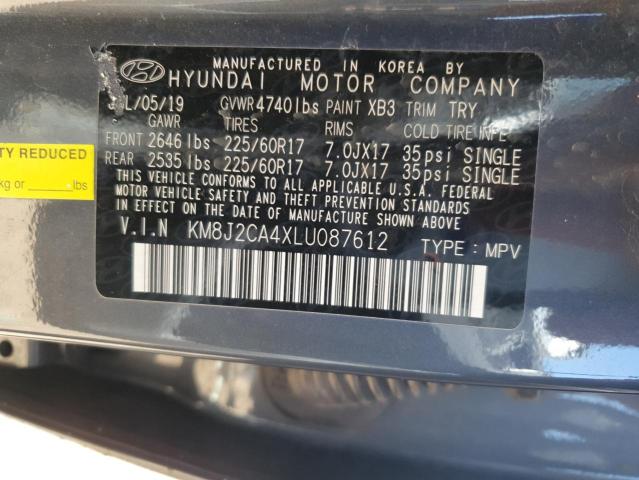 MANUFACTURED IN KOREA BY
HYUNDAI MOTOR COMPANY
/05/19 GVWR4740lbs PAINT XB3 TRIM TRY
GAWR TIRES RIMS COLD TIRE INFL.
FRONT 2646lbs 225/60R17 7.0JX17 35psi SINGLE
REAR 2535lbs 225/60R17 7.0JX17 35psi SINGLE
THIS VEHICLE CONFORMS TO ALL APPLICABLE U.S.A. FEDERAL
MOTOR VEHICLE SAFETY BUMPER, AND THEFT PREVENTION
STANDARDS IN EFFECT ON THE DATE OF
MANUFACTURE SHOWN ABOVE.
V.I.N KM8J2CA4XLU087612 TYPE : MPV
TY REDUCED
kg or lbs